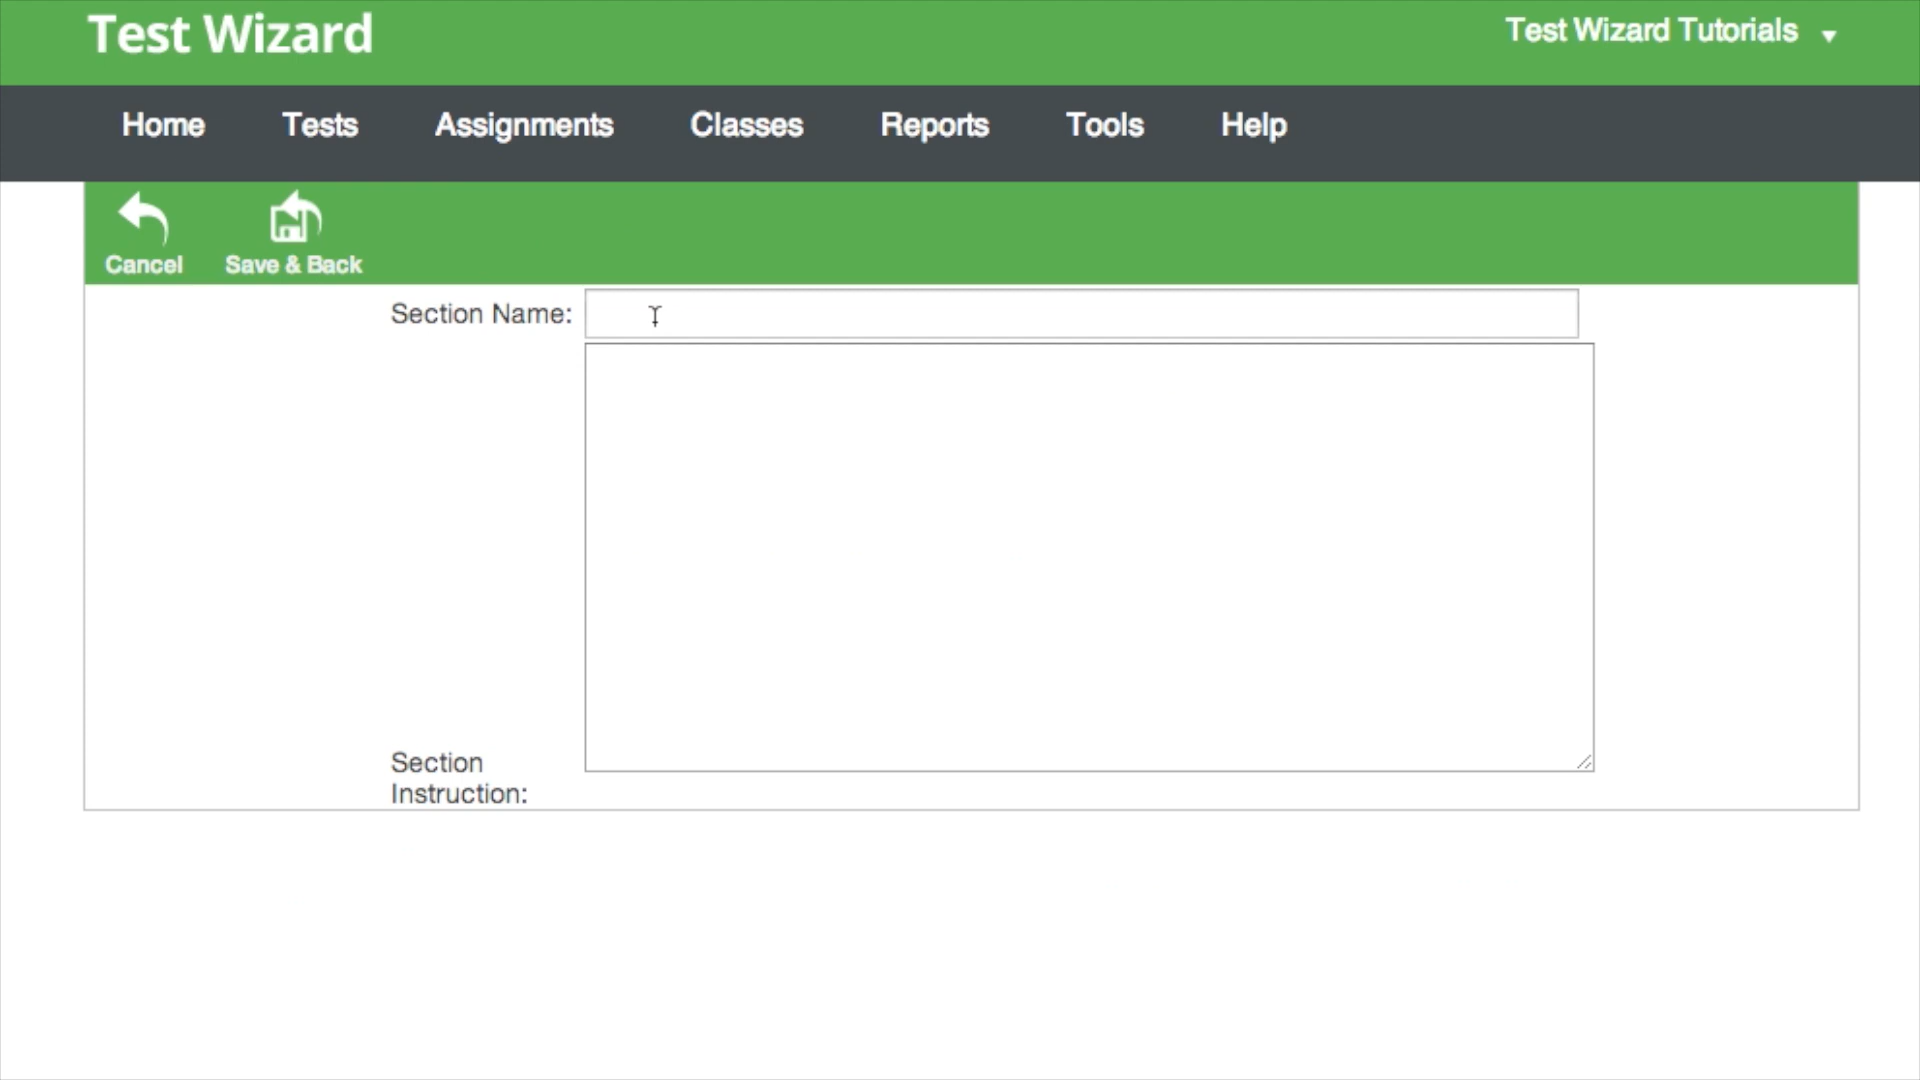 Test Wizard
Test Wizard Tutorials
Home Tests Assignments Classes Reports Tools Help
Cancel Save & Back
Section Name:
Section
Instruction: